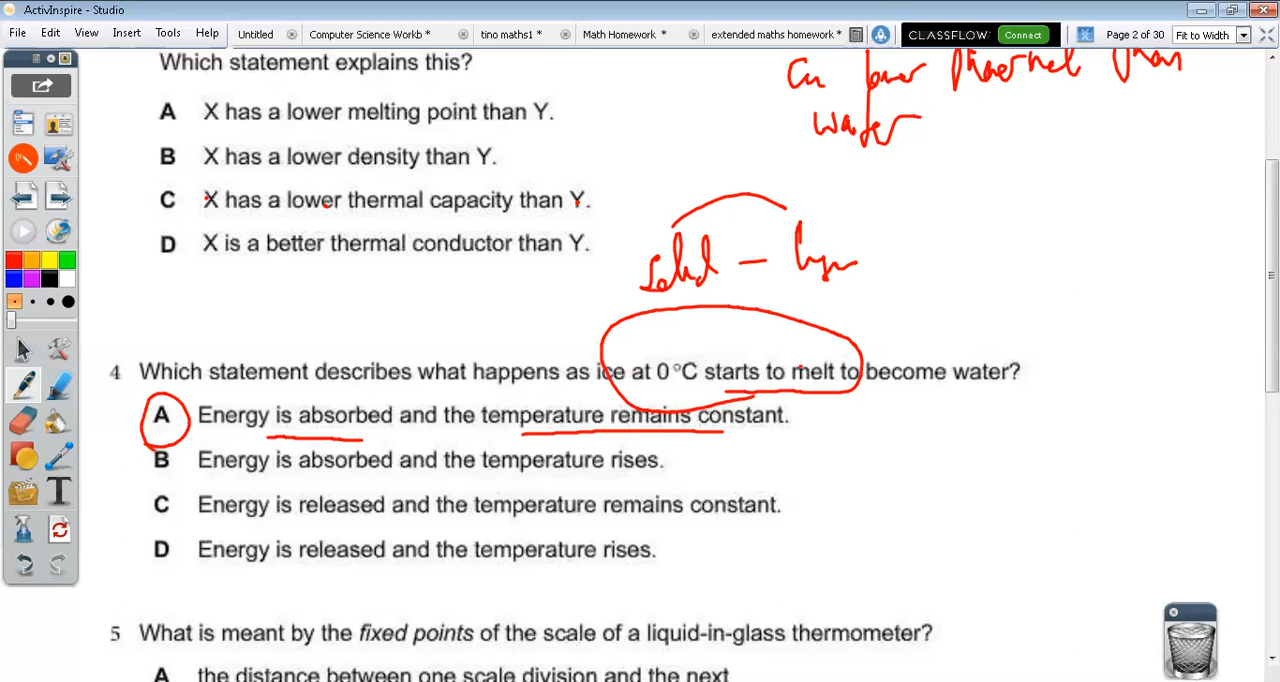 ActivInspire - Studio
File Edit View Insert Tools Help Untitled Computer Science Workb * tino maths1 * Math Homework * extended maths homework * CLASSFLOW Connect Page 2 of 30 Fit to Width
Which statement explains this?
lower than
water
A X has a lower melting point than Y.
B X has a lower density than Y.
C X has a lower thermal capacity than Y.
D X is a better thermal conductor than Y.
solid –
4 Which statement describes what happens as ice at 0 °C starts to melt to become water?
A Energy is absorbed and the temperature remains constant.
B Energy is absorbed and the temperature rises.
C Energy is released and the temperature remains constant.
D Energy is released and the temperature rises.
5 What is meant by the fixed points of the scale of a liquid-in-glass thermometer?
A the distance between one scale division and the next